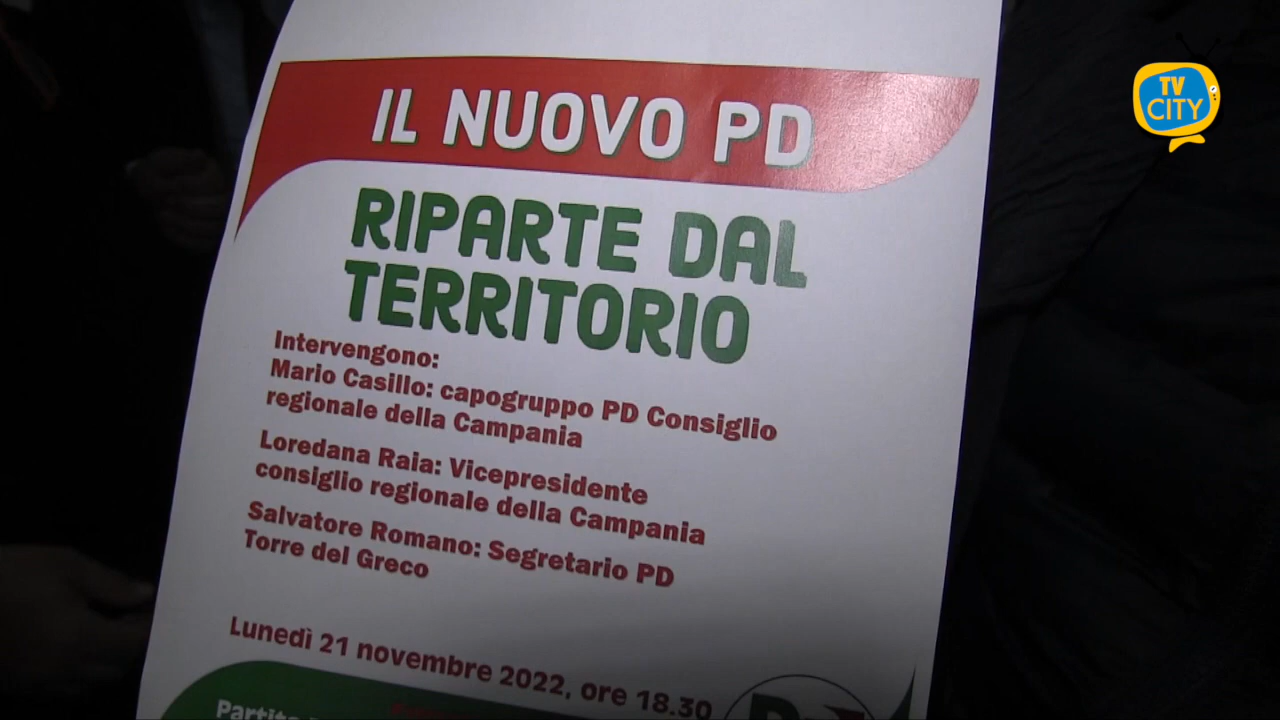 TV
CITY
IL NUOVO PD
RIPARTE DAL
TERRITORIO
Intervengono:
Mario Casillo: capogruppo PD Consiglio
regionale della Campania
Loredana Raia: Vicepresidente
consiglio regionale della Campania
Salvatore Romano: Segretario PD
Torre del Greco
Lunedì 21 novembre 2022, ore 18.30